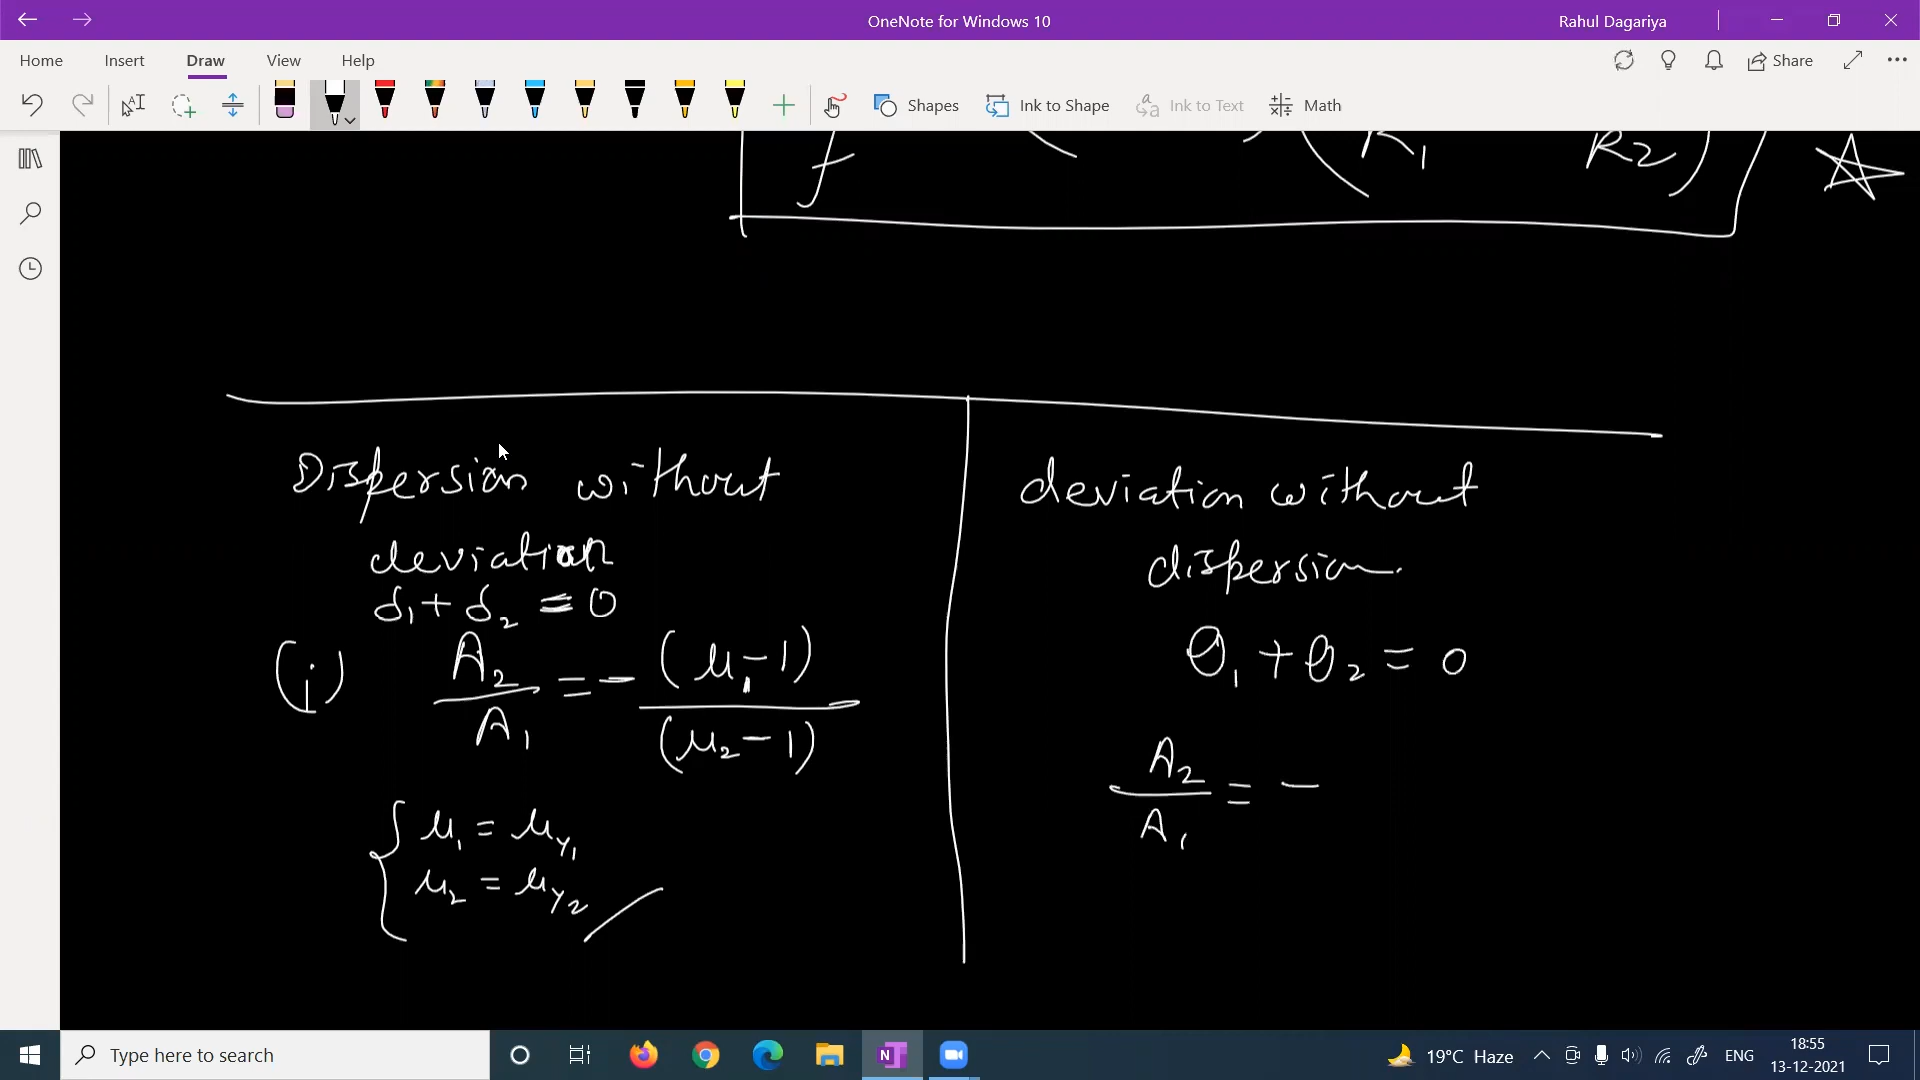 OneNote for Windows 10
Rahul Dagariya
Home Insert Draw View Help
Share
Shapes Ink to Shape Ink to Text Math
f ( ) ( R1 R2 )
Dispersion without
deviation
δ1 + δ2 = 0
(i) A2/A1 = - (μ1-1)/(μ2-1)
μ1 = μy1
μ2 = μy2
deviation without
dispersion.
θ1 + θ2 = 0
A2/A1 = -
Type here to search
19°C Haze
ENG
18:55
13-12-2021